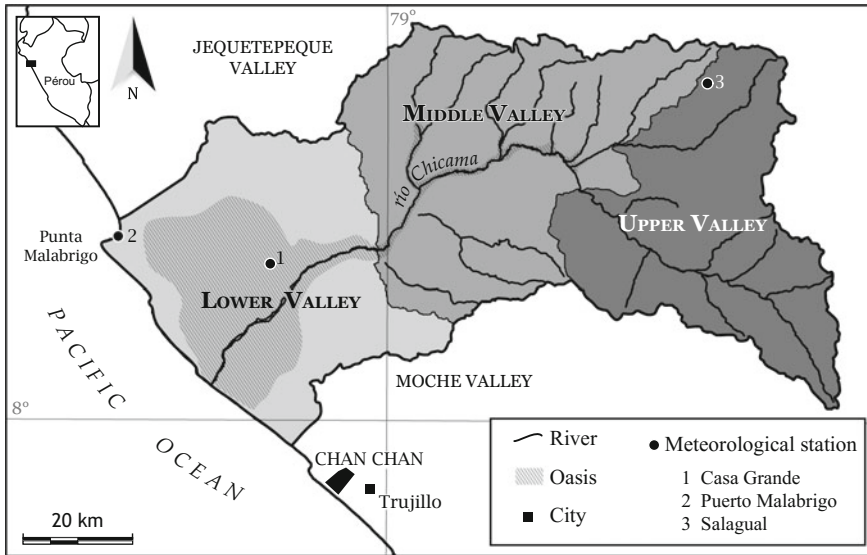 79°
JEQUETEPEQUE
VALLEY
Pérou
N
3
MIDDLE VALLEY
río Chicama
UPPER VALLEY
Punta
Malabrigo
2
1
LOWER VALLEY
PACIFIC
OCEAN
MOCHE VALLEY
8°
CHAN CHAN
Trujillo
20 km
River
Oasis
City
Meteorological station
1 Casa Grande
2 Puerto Malabrigo
3 Salagual